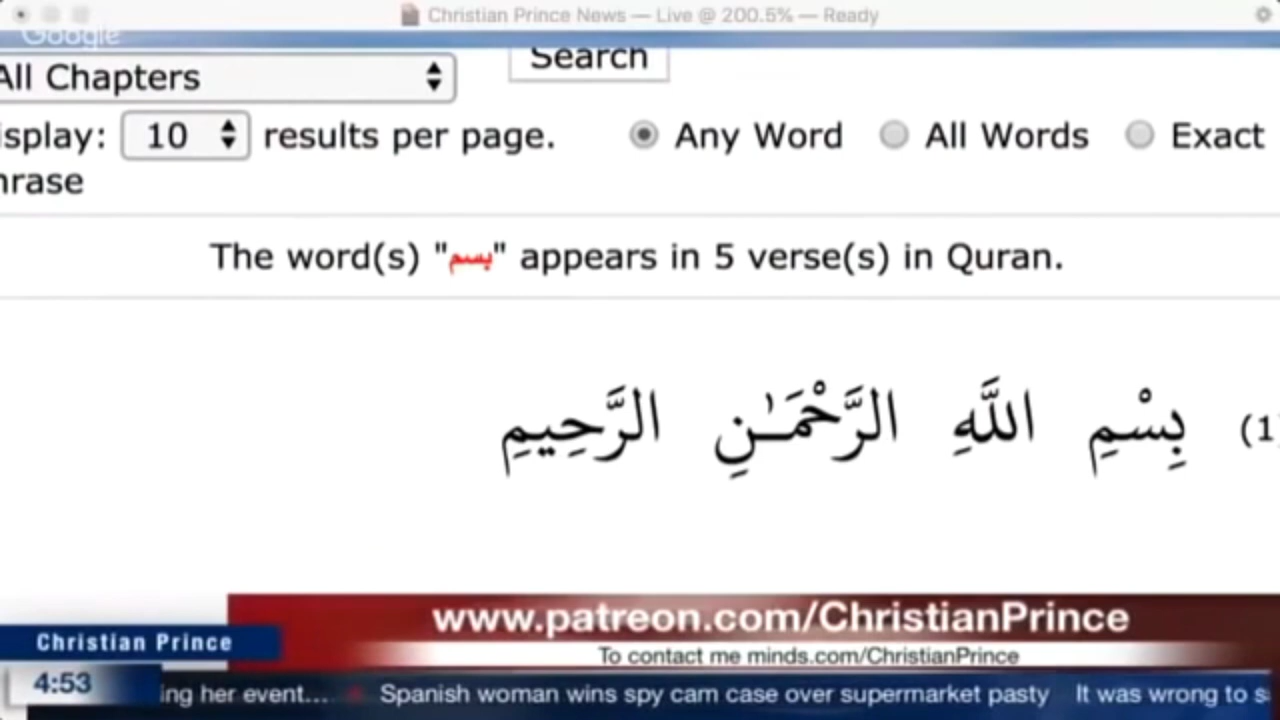 Christian Prince News — Live @ 200.5% — Ready
Google
All Chapters
Search
isplay: 10 results per page. Any Word All Words Exact
hrase
The word(s) "بسم" appears in 5 verse(s) in Quran.
(1) بِسْمِ اللَّهِ الرَّحْمَـٰنِ الرَّحِيمِ
www.patreon.com/ChristianPrince
Christian Prince
To contact me minds.com/ChristianPrince
4:53 ing her event... Spanish woman wins spy cam case over supermarket pasty It was wrong to s